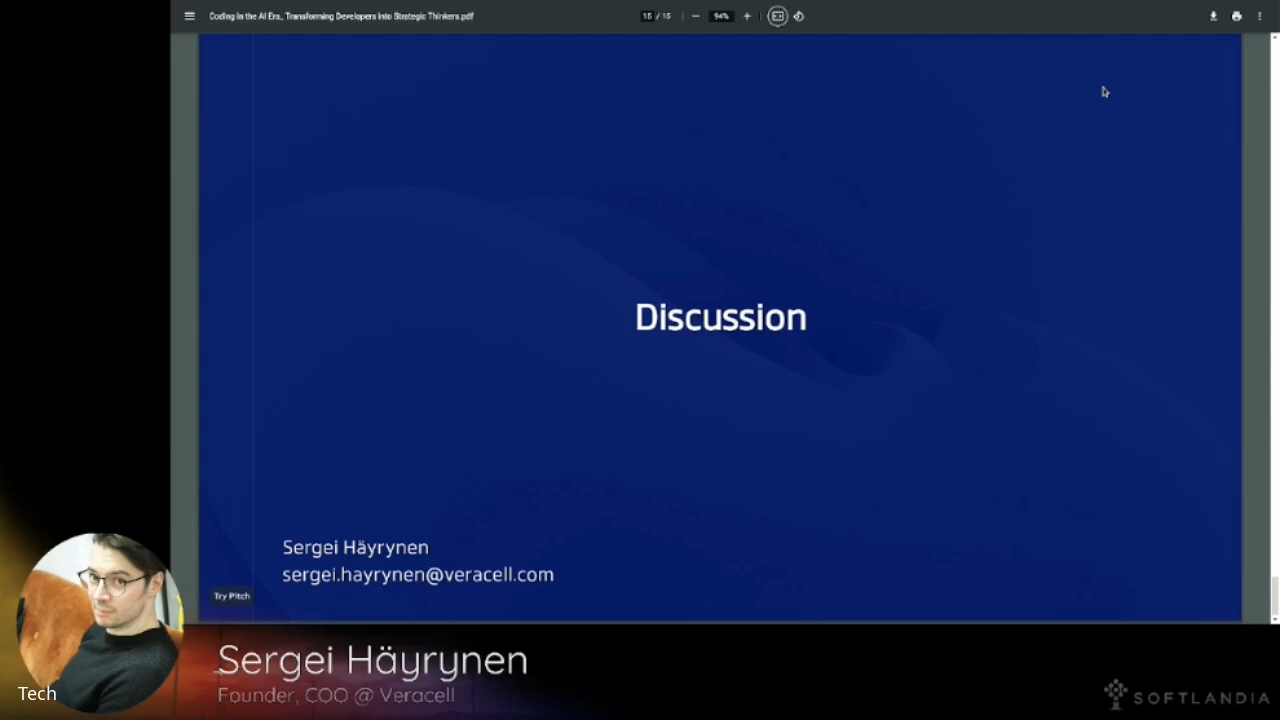 Coding in the AI Era_ Transforming Developers into Strategic Thinkers.pdf
15 / 15
94%
Discussion
Sergei Häyrynen
sergei.hayrynen@veracell.com
Try Pitch
Sergei Häyrynen
Founder, COO @ Veracell
Tech
SOFTLANDIA